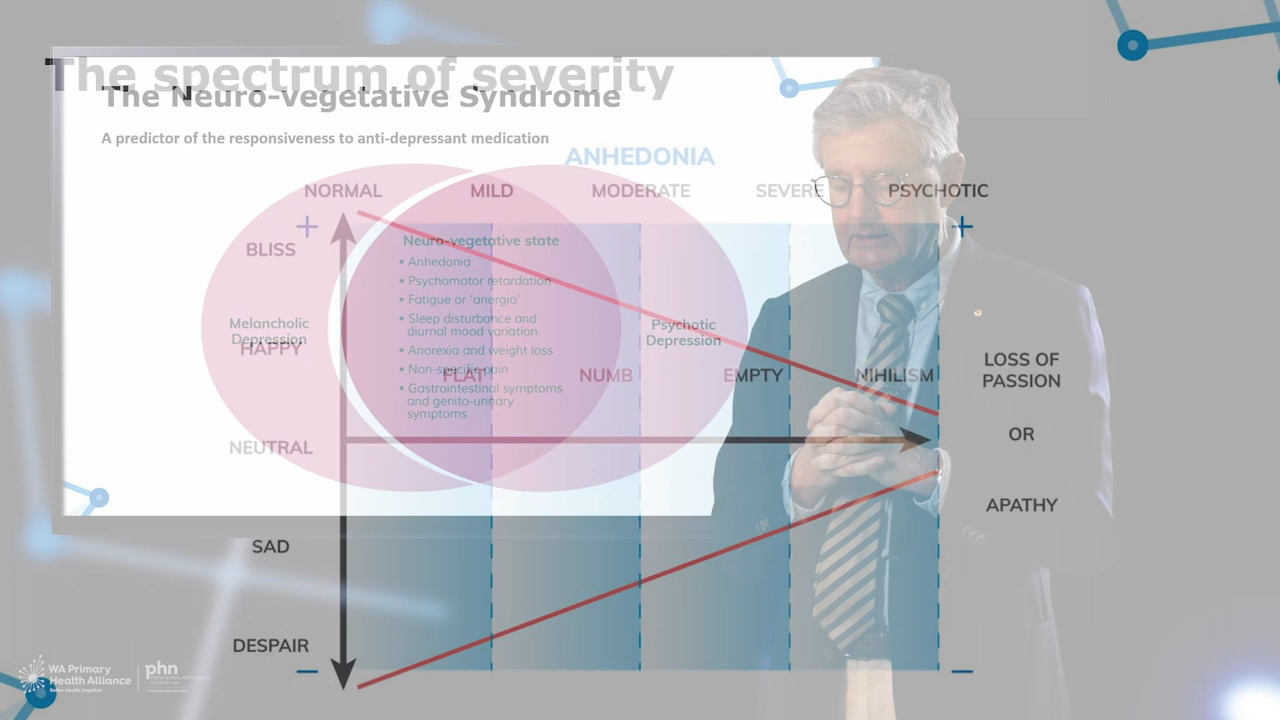 The spectrum of severity
The Neuro-vegetative Syndrome
A predictor of the responsiveness to anti-depressant medication
ANHEDONIA
NORMAL
MILD
MODERATE
SEVERE
PSYCHOTIC
+
+
BLISS
HAPPY
NEUTRAL
SAD
DESPAIR
Melancholic
Depression
Neuro-vegetative state
• Anhedonia
• Psychomotor retardation
• Fatigue or 'anergia'
• Sleep disturbance and
diurnal mood variation
• Anorexia and weight loss
• Non-specific pain
• Gastrointestinal symptoms
and genito-urinary
symptoms
Psychotic
Depression
FLAT
NUMB
EMPTY
NIHILISM
LOSS OF
PASSION
OR
APATHY
–
–
WA Primary
Health Alliance
Better health, together
phn